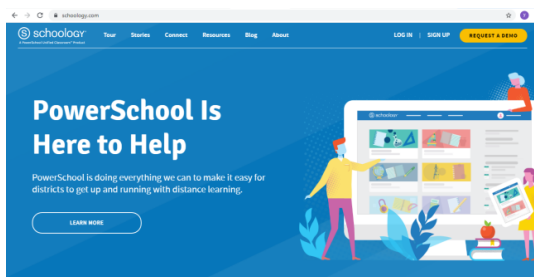 schoology.com
S schoology
A PowerSchool Unified Classroom® Product
Tour Stories Connect Resources Blog About
LOG IN | SIGN UP REQUEST A DEMO
PowerSchool Is
Here to Help
PowerSchool is doing everything we can to make it easy for
districts to get up and running with distance learning.
LEARN MORE
S schoology